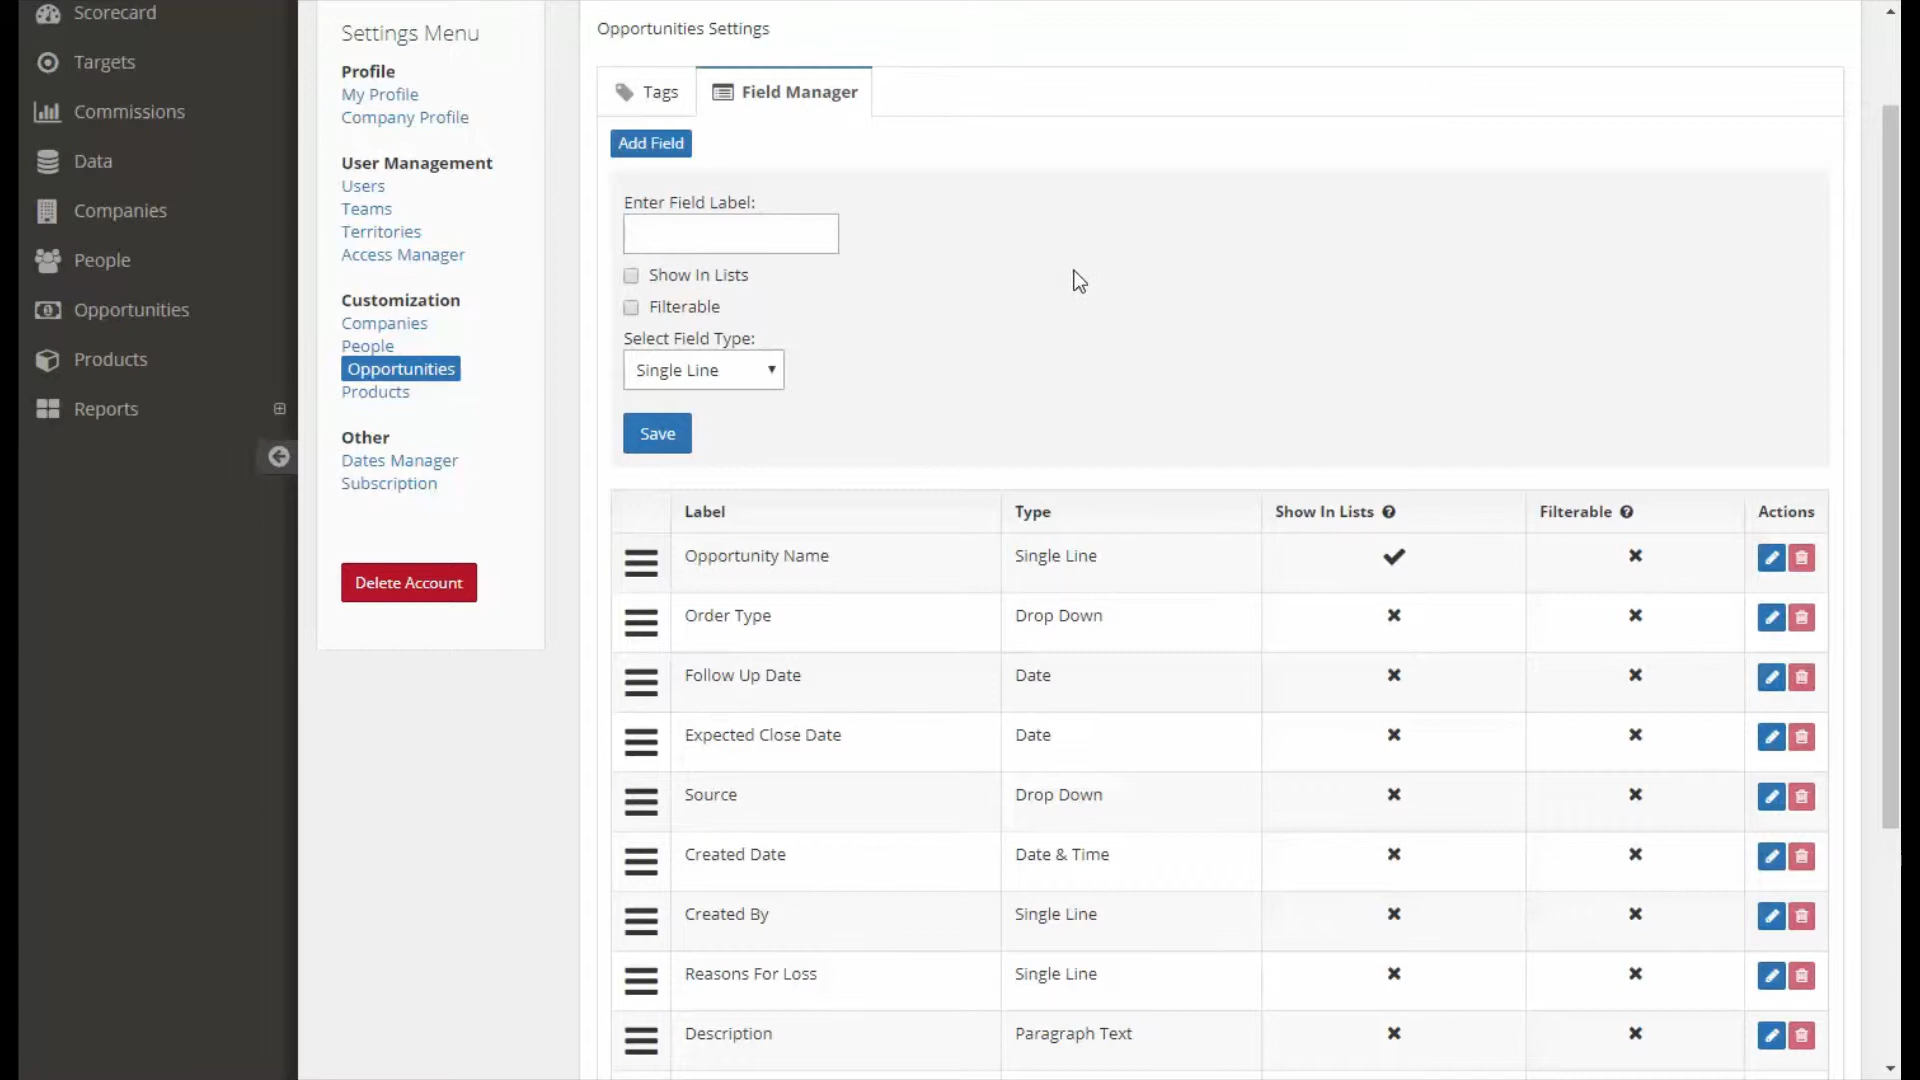 Scorecard
Targets
Commissions
Data
Companies
People
Opportunities
Products
Reports
Settings Menu
Profile
My Profile
Company Profile
User Management
Users
Teams
Territories
Access Manager
Customization
Companies
People
Opportunities
Products
Other
Dates Manager
Subscription
Delete Account
Opportunities Settings
Tags Field Manager
Add Field
Enter Field Label:
Show In Lists
Filterable
Select Field Type:
Single Line
Save
Label Type Show In Lists Filterable Actions
Opportunity Name Single Line
Order Type Drop Down
Follow Up Date Date
Expected Close Date Date
Source Drop Down
Created Date Date & Time
Created By Single Line
Reasons For Loss Single Line
Description Paragraph Text